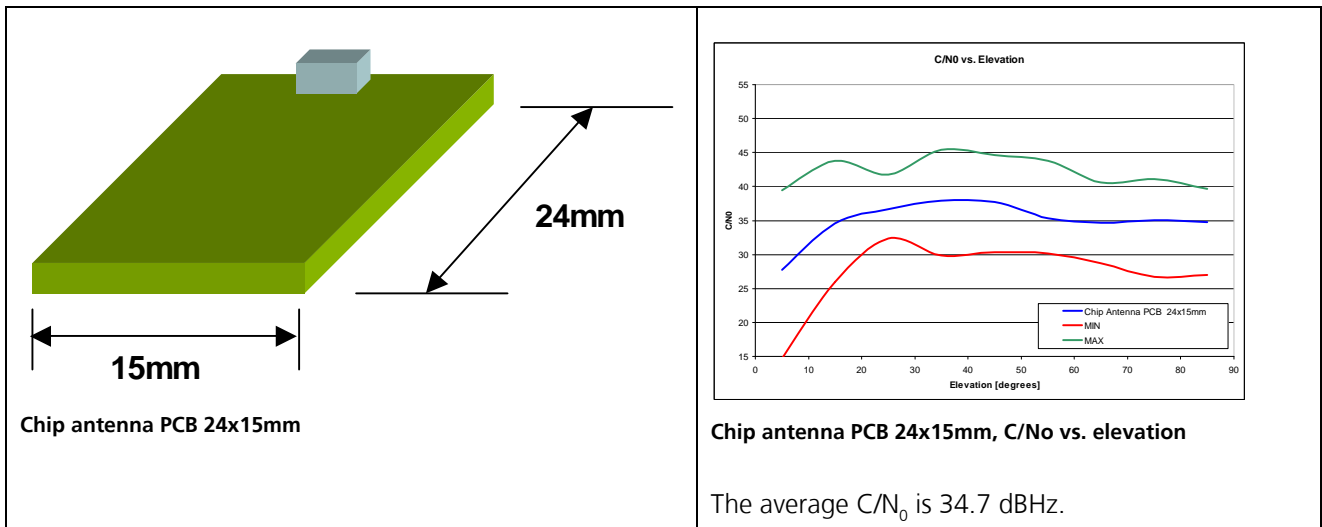 24mm
15mm
Chip antenna PCB 24x15mm
C/N0 vs. Elevation
55
50
45
40
35
30
25
20
15
C/N0
0 10 20 30 40 50 60 70 80 90
Elevation [degrees]
Chip Antenna PCB 24x15mm
MIN
MAX
Chip antenna PCB 24x15mm, C/No vs. elevation
The average C/N₀ is 34.7 dBHz.